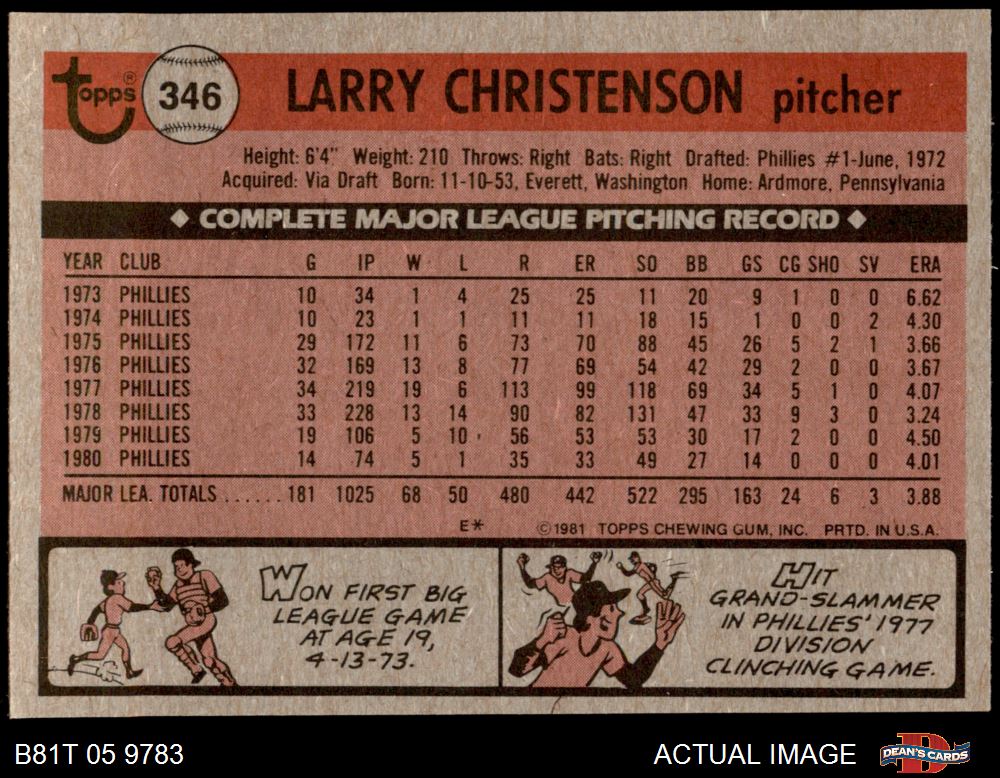 Topps® 346 LARRY CHRISTENSON pitcher
Height: 6'4" Weight: 210 Throws: Right Bats: Right Drafted: Phillies #1-June, 1972
Acquired: Via Draft Born: 11-10-53, Everett, Washington Home: Ardmore, Pennsylvania
◆ COMPLETE MAJOR LEAGUE PITCHING RECORD ◆
YEAR CLUB G IP W L R ER SO BB GS CG SHO SV ERA
1973 PHILLIES 10 34 1 4 25 25 11 20 9 1 0 0 6.62
1974 PHILLIES 10 23 1 1 11 11 18 15 1 0 0 2 4.30
1975 PHILLIES 29 172 11 6 73 70 88 45 26 5 2 1 3.66
1976 PHILLIES 32 169 13 8 77 69 54 42 29 2 0 0 3.67
1977 PHILLIES 34 219 19 6 113 99 118 69 34 5 1 0 4.07
1978 PHILLIES 33 228 13 14 90 82 131 47 33 9 3 0 3.24
1979 PHILLIES 19 106 5 10 56 53 53 30 17 2 0 0 4.50
1980 PHILLIES 14 74 5 1 35 33 49 27 14 0 0 0 4.01
MAJOR LEA. TOTALS ...... 181 1025 68 50 480 442 522 295 163 24 6 3 3.88
E* ©1981 TOPPS CHEWING GUM, INC. PRTD. IN U.S.A.
WON FIRST BIG
LEAGUE GAME
AT AGE 19,
4-13-73.
HIT
GRAND-SLAMMER
IN PHILLIES' 1977
DIVISION
CLINCHING GAME.
B81T 05 9783 ACTUAL IMAGE DEAN'S CARDS